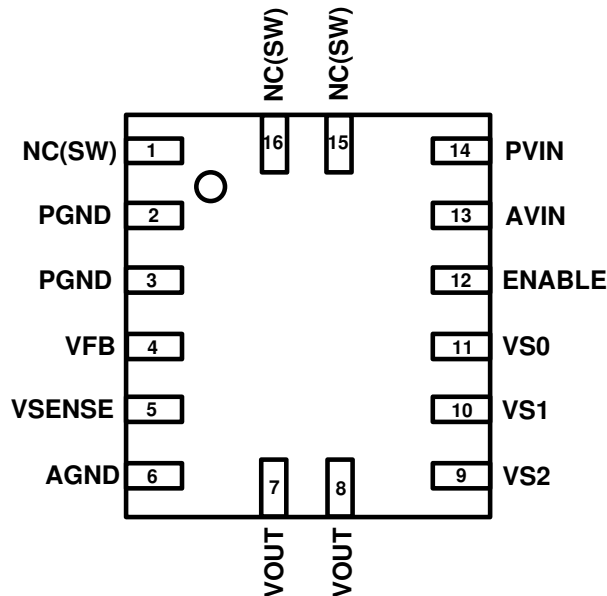 NC(SW)
NC(SW)
16
15
NC(SW)
1
14
PVIN
PGND
2
13
AVIN
PGND
3
12
ENABLE
VFB
4
11
VS0
VSENSE
5
10
VS1
AGND
6
9
VS2
7
8
VOUT
VOUT